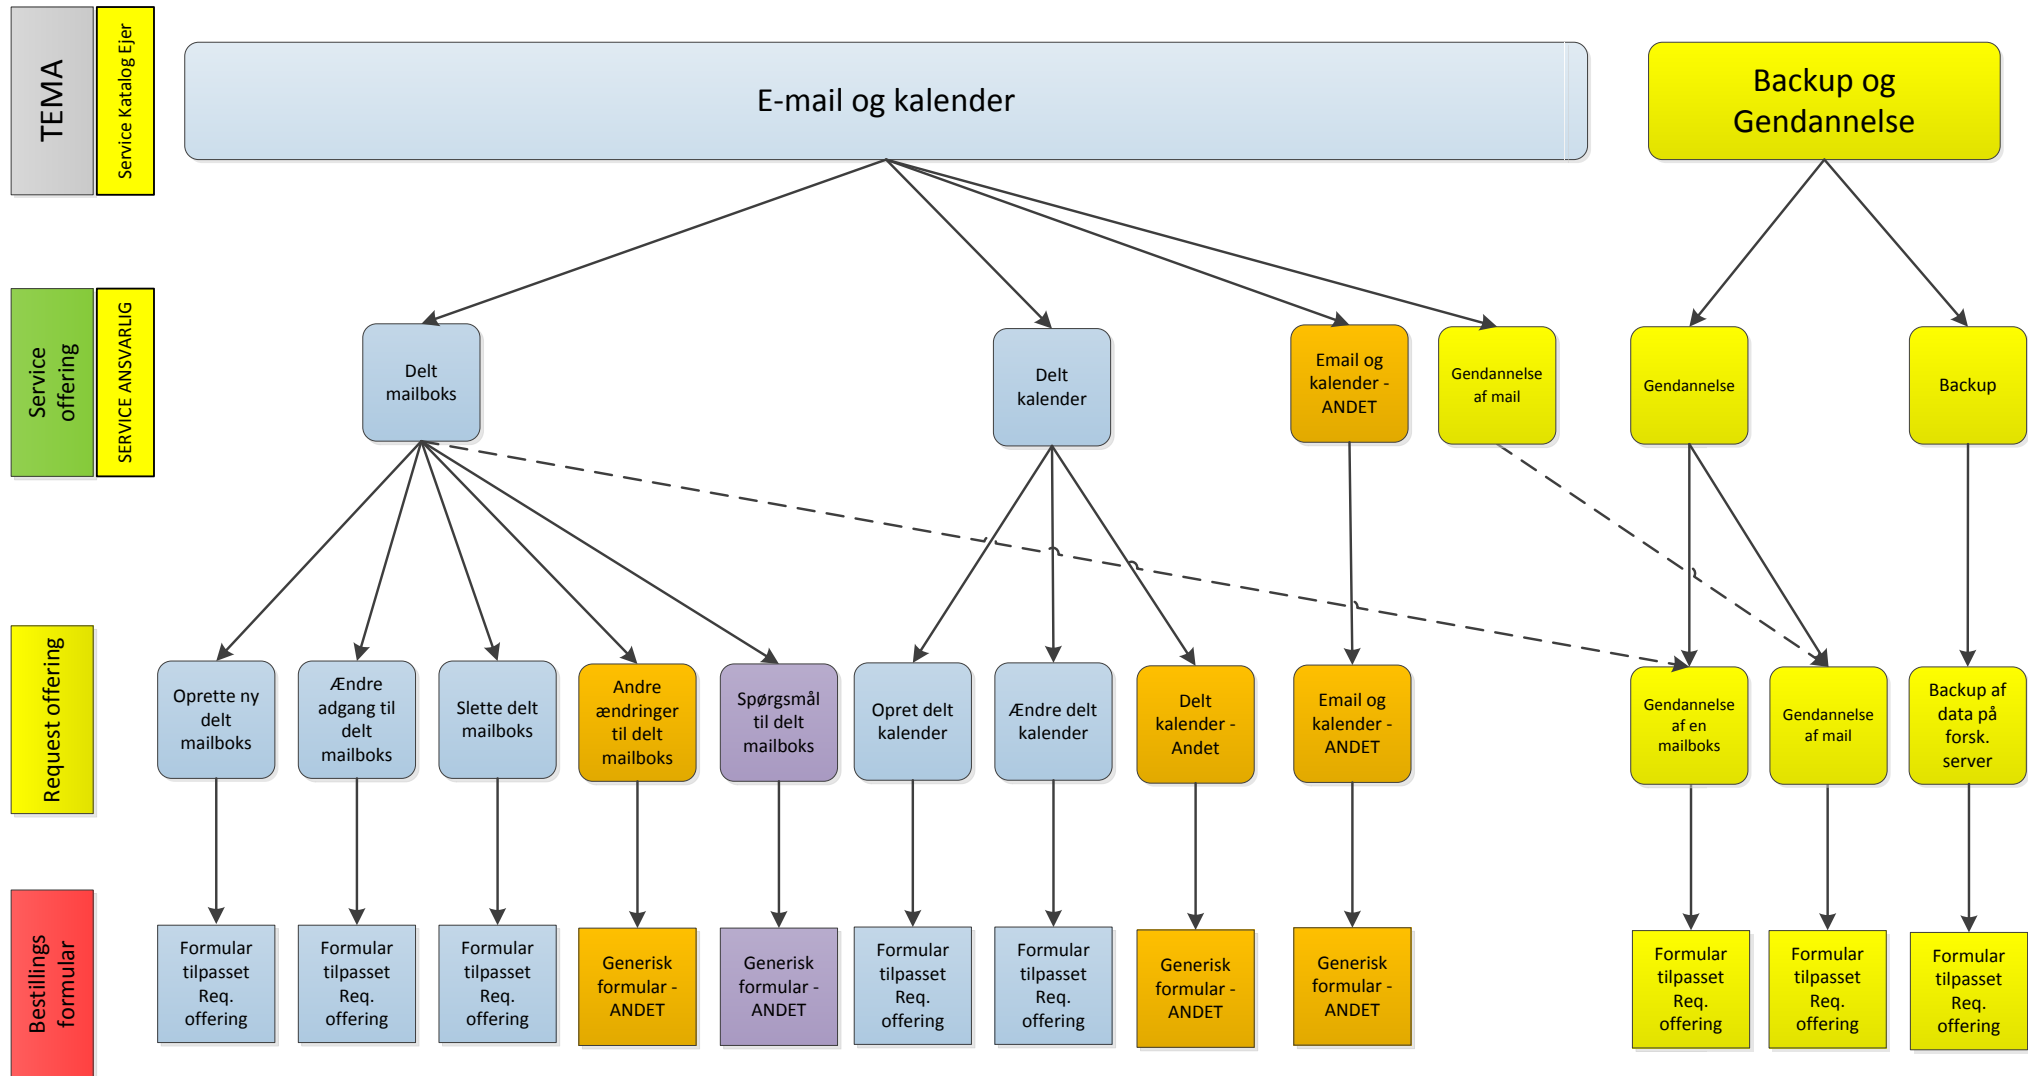 TEMA
Service Katalog Ejer
E-mail og kalender
Backup og
Gendannelse
Service
offering
SERVICE ANSVARLIG
Delt
mailboks
Delt
kalender
Email og
kalender -
ANDET
Gendannelse
af mail
Gendannelse
Backup
Request offering
Oprette ny
delt
mailboks
Ændre
adgang til
delt
mailboks
Slette delt
mailboks
Andre
ændringer
til delt
mailboks
Spørgsmål
til delt
mailboks
Opret delt
kalender
Ændre delt
kalender
Delt
kalender -
Andet
Email og
kalender -
ANDET
Gendannelse
af en
mailboks
Gendannelse
af mail
Backup af
data på
forsk.
server
Bestillings
formular
Formular
tilpasset
Req.
offering
Formular
tilpasset
Req.
offering
Formular
tilpasset
Req.
offering
Generisk
formular -
ANDET
Generisk
formular -
ANDET
Formular
tilpasset
Req.
offering
Formular
tilpasset
Req.
offering
Generisk
formular -
ANDET
Generisk
formular -
ANDET
Formular
tilpasset
Req.
offering
Formular
tilpasset
Req.
offering
Formular
tilpasset
Req.
offering